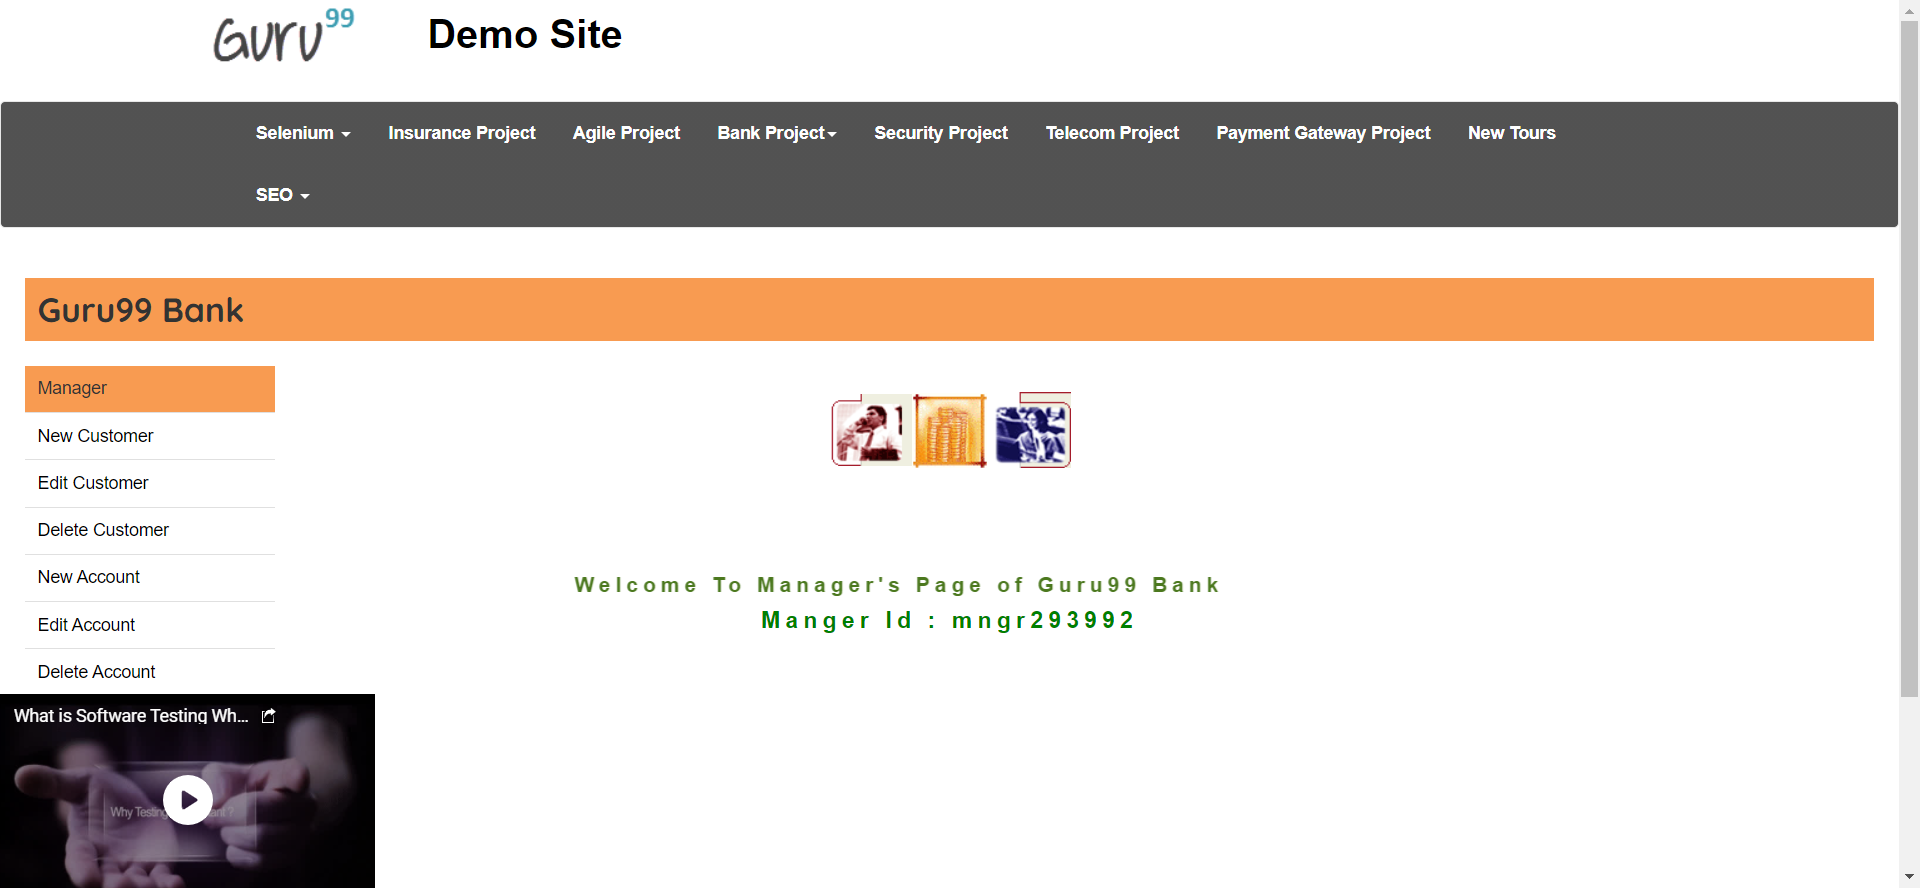 Guru99
Demo Site
Selenium
Insurance Project
Agile Project
Bank Project
Security Project
Telecom Project
Payment Gateway Project
New Tours
SEO
Guru99 Bank
Manager
New Customer
Edit Customer
Delete Customer
New Account
Edit Account
Delete Account
Welcome To Manager's Page of Guru99 Bank
Manger Id : mngr293992
What is Software Testing Wh...
Why Testing